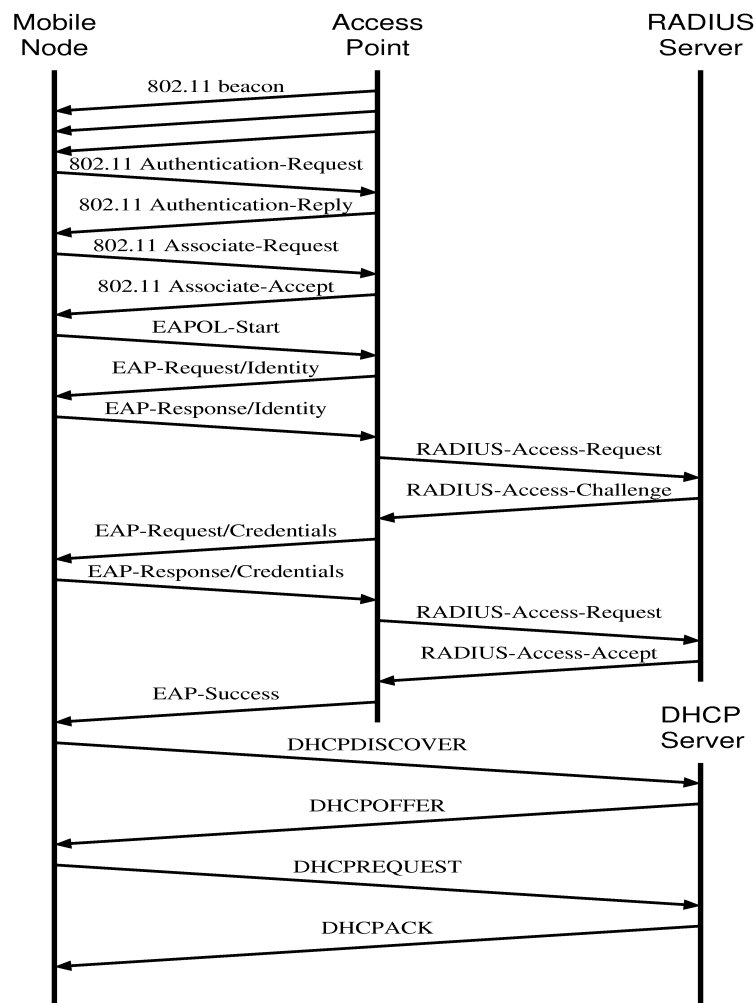 Mobile
Node
Access
Point
RADIUS
Server
802.11 beacon
802.11 Authentication-Request
802.11 Authentication-Reply
802.11 Associate-Request
802.11 Associate-Accept
EAPOL-Start
EAP-Request/Identity
EAP-Response/Identity
RADIUS-Access-Request
RADIUS-Access-Challenge
EAP-Request/Credentials
EAP-Response/Credentials
RADIUS-Access-Request
RADIUS-Access-Accept
EAP-Success
DHCP
Server
DHCPDISCOVER
DHCPOFFER
DHCPREQUEST
DHCPACK